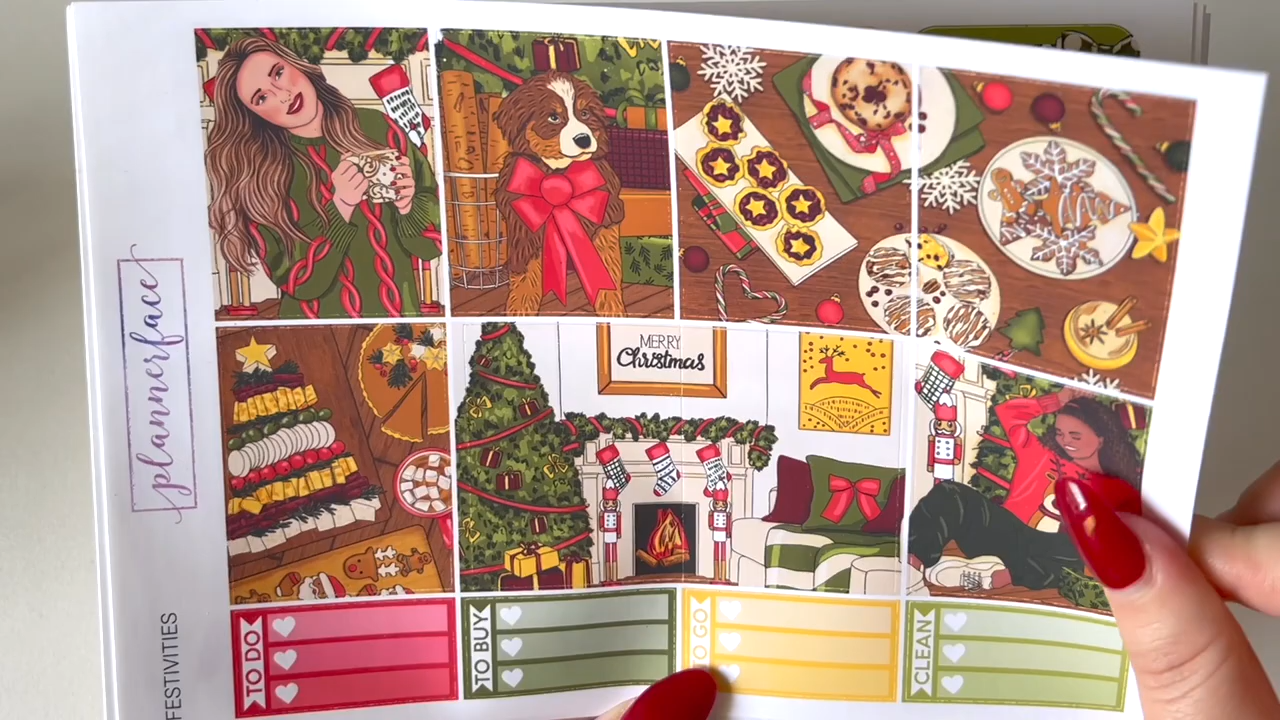 plannerface
FESTIVITIES
MERRY
Christmas
TO DO
TO BUY
TO GO
CLEAN